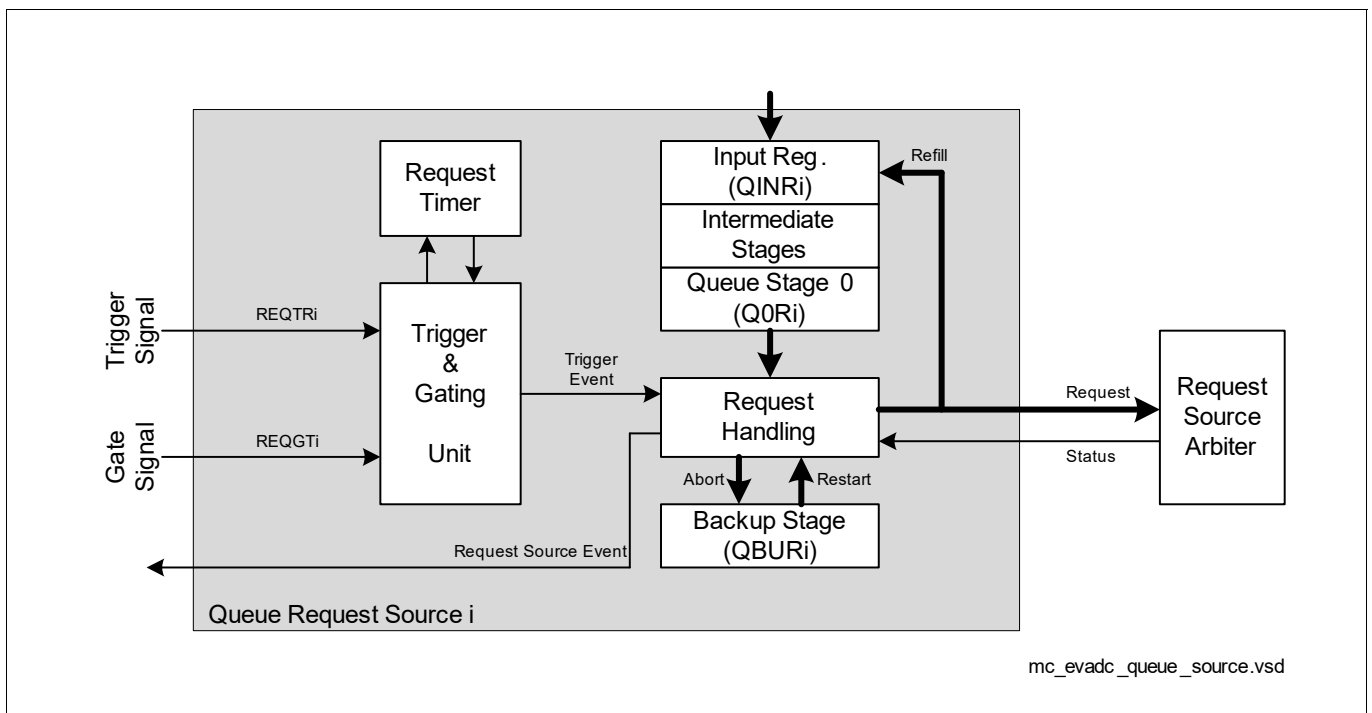 Input Reg.
(QINRi)
Refill
Request
Timer
Intermediate
Stages
Queue Stage 0
(Q0Ri)
Trigger
Signal
REQTRi
Trigger
&
Gating
Unit
Trigger
Event
Request
Handling
Request
Request
Source
Arbiter
Gate
Signal
REQGTi
Status
Abort
Restart
Backup Stage
(QBURi)
Request Source Event
Queue Request Source i
mc_evadc_queue_source.vsd